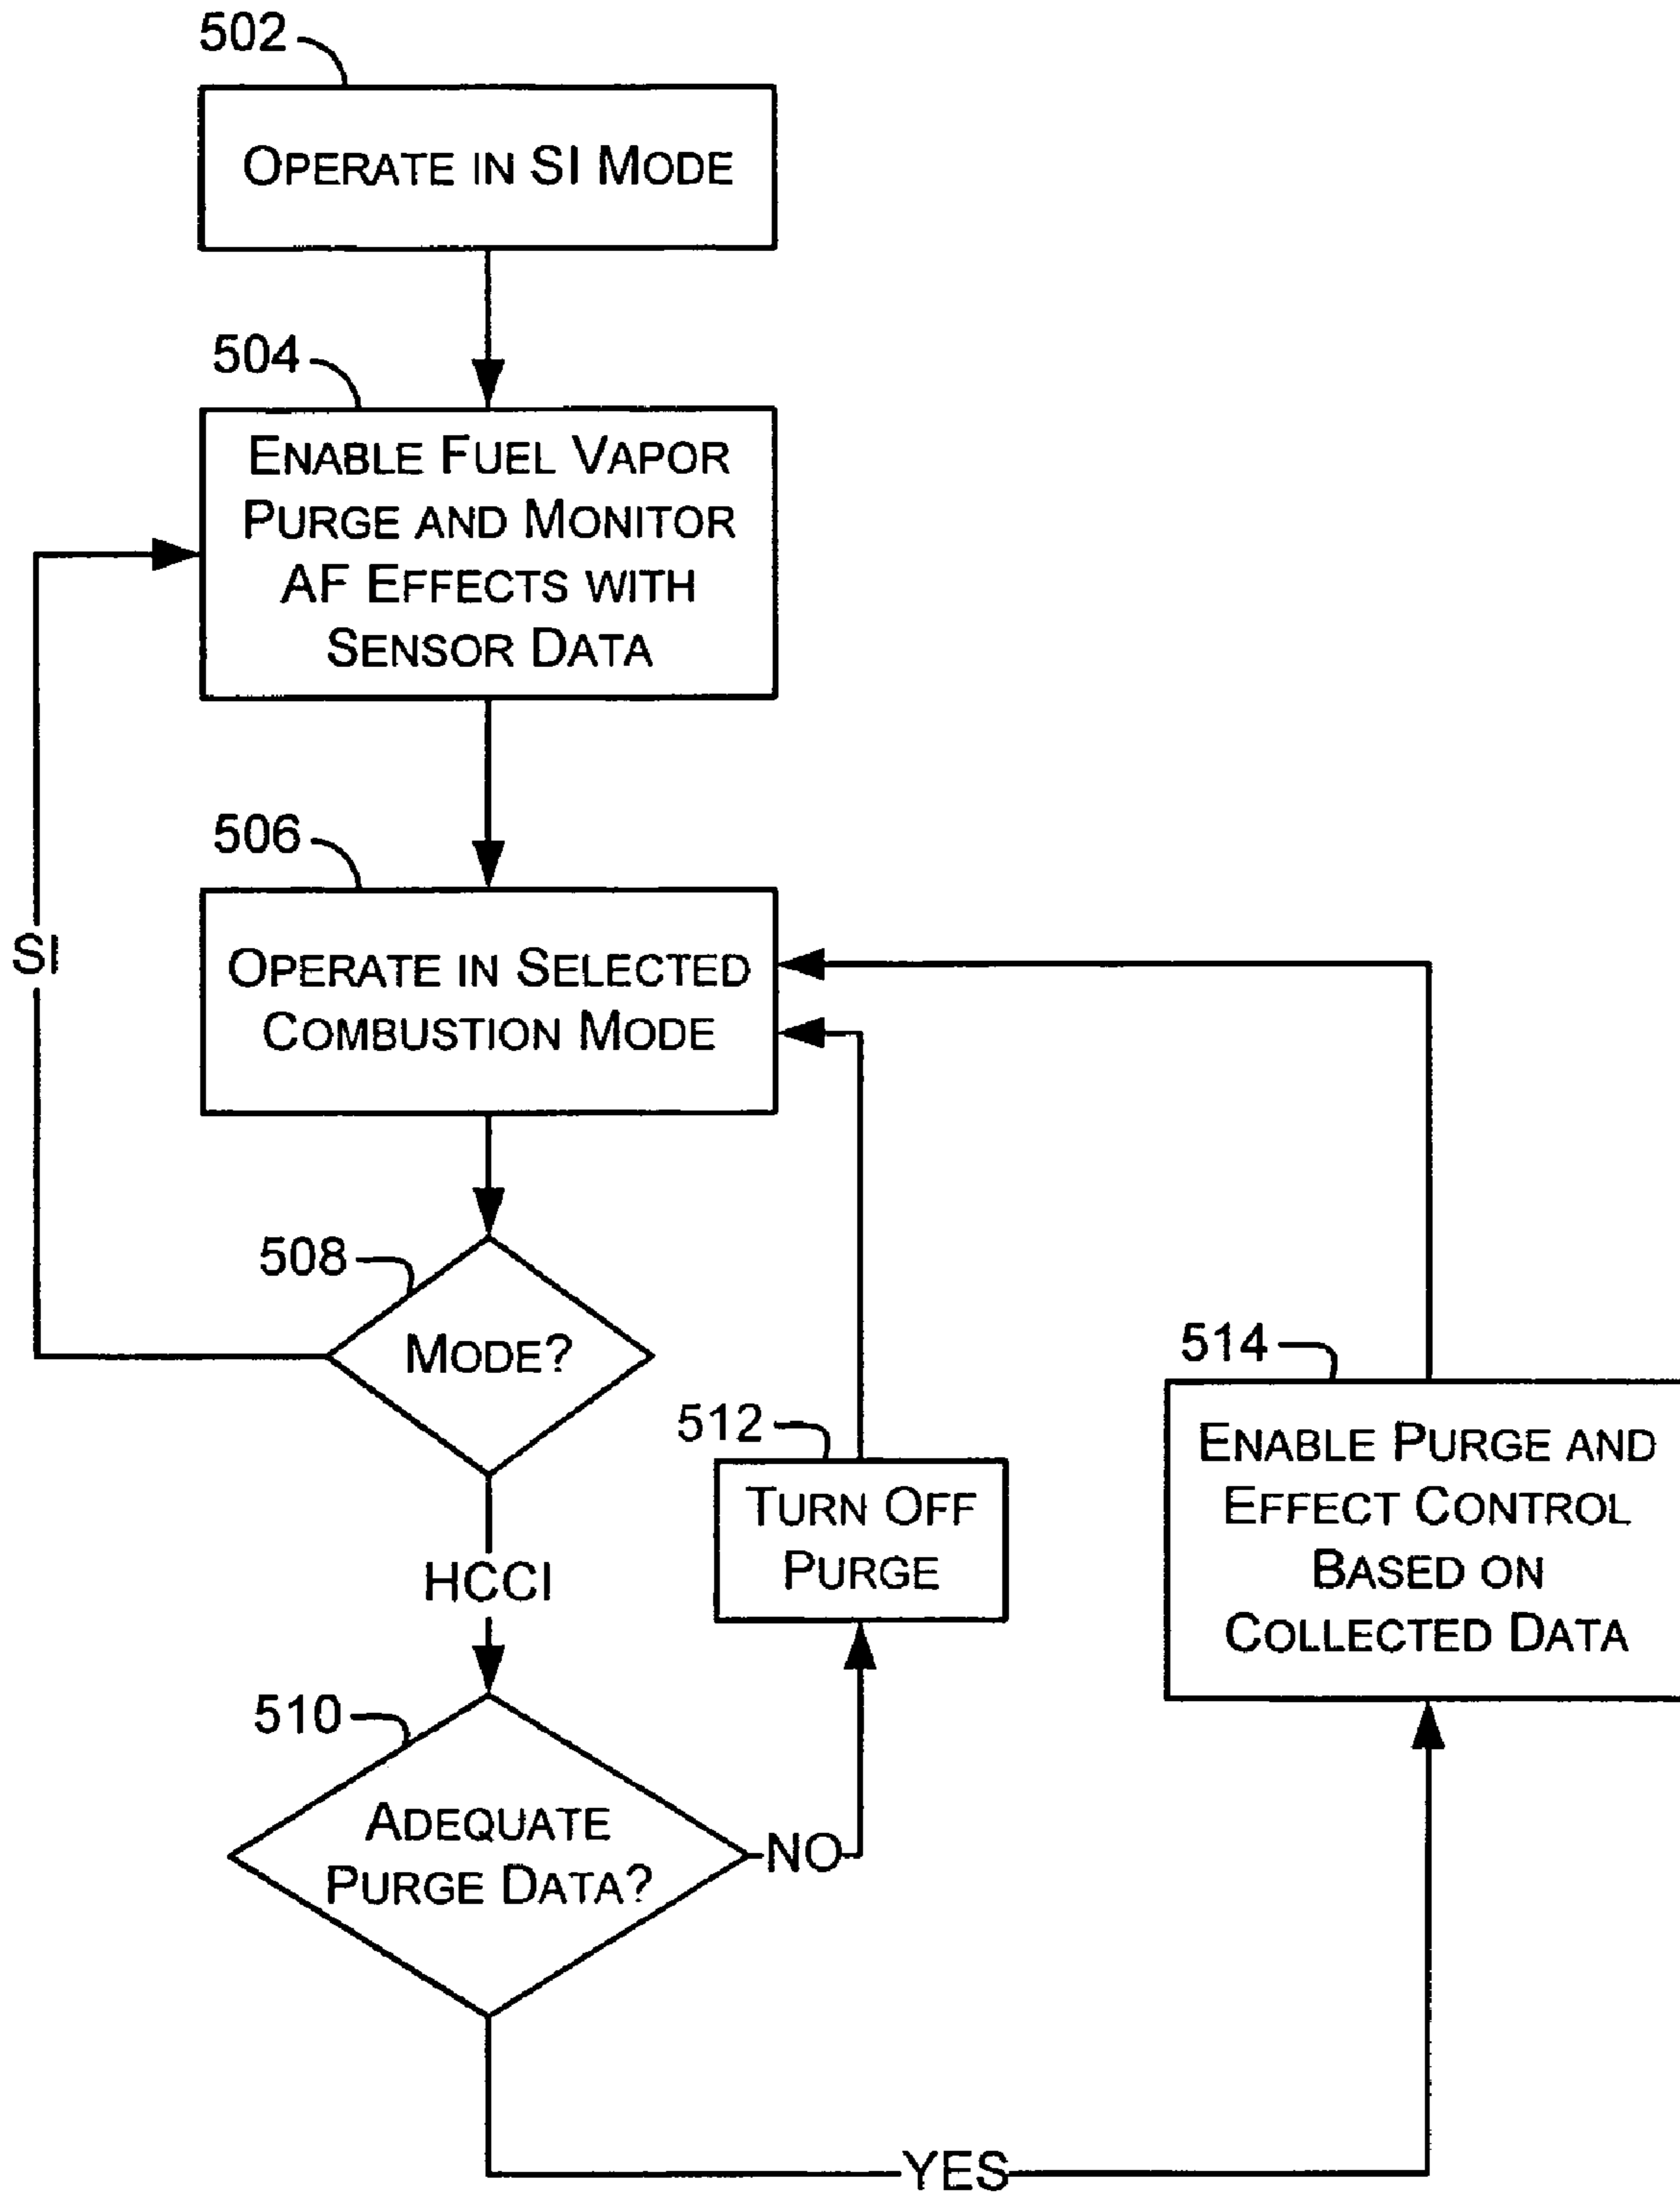 502
OPERATE IN SI MODE
504
ENABLE FUEL VAPOR
PURGE AND MONITOR
AF EFFECTS WITH
SENSOR DATA
506
SI
OPERATE IN SELECTED
COMBUSTION MODE
508
MODE?
514
512
ENABLE PURGE AND
EFFECT CONTROL
BASED ON
COLLECTED DATA
TURN OFF
PURGE
HCCI
510
ADEQUATE
PURGE DATA?
NO
YES